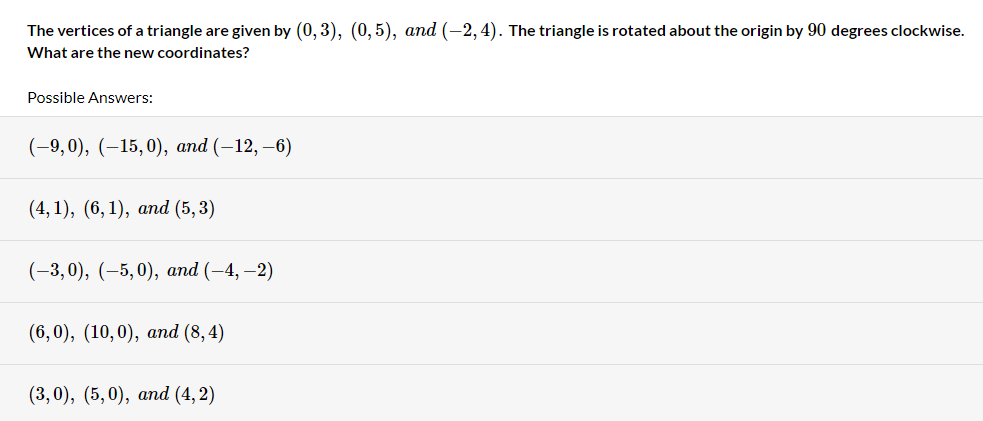 The vertices of a triangle are given by (0, 3), (0, 5), and (−2, 4). The triangle is rotated about the origin by 90 degrees clockwise.
What are the new coordinates?
Possible Answers:
(−9, 0), (−15, 0), and (−12, −6)
(4, 1), (6, 1), and (5, 3)
(−3, 0), (−5, 0), and (−4, −2)
(6, 0), (10, 0), and (8, 4)
(3, 0), (5, 0), and (4, 2)